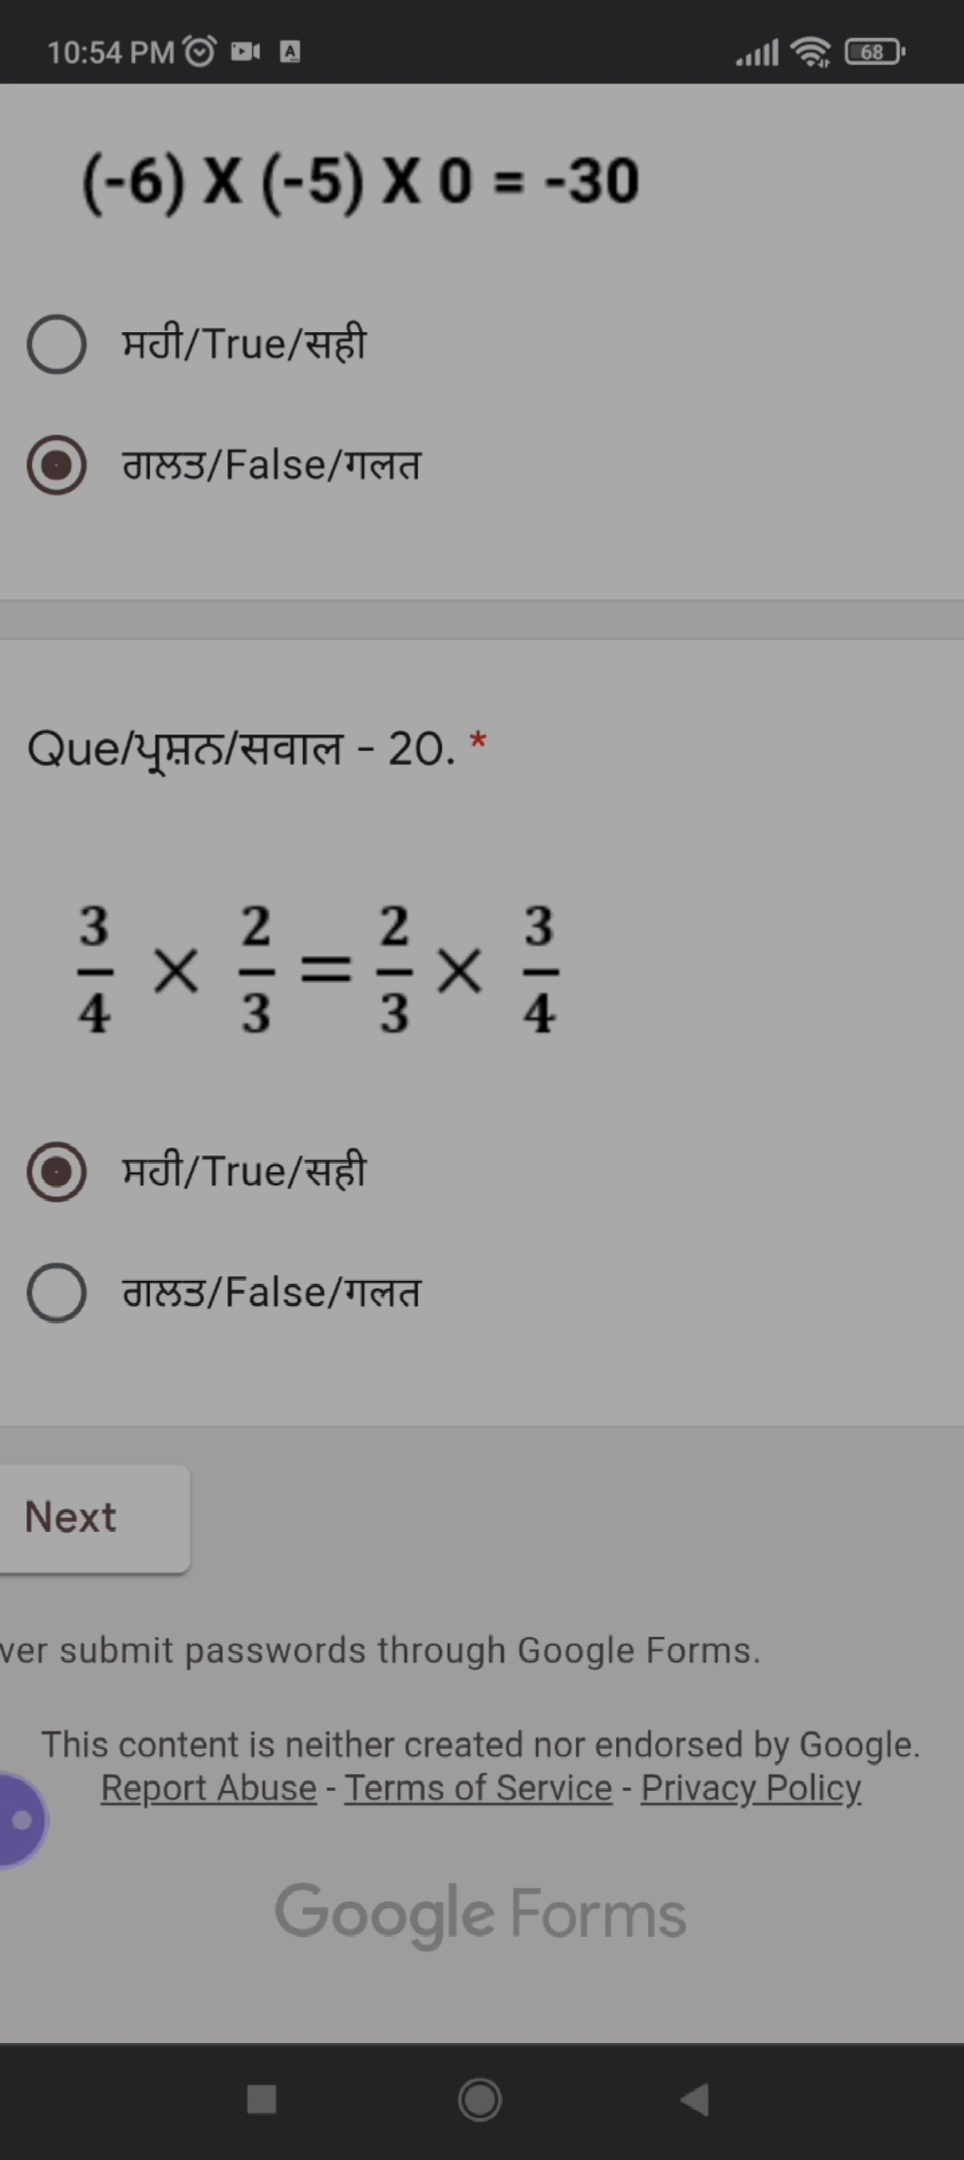 10:54 PM
68
(-6) X (-5) X 0 = -30
ਸਹੀ/True/सही
ਗਲਤ/False/गलत
Que/ਪ੍ਰਸ਼ਨ/सवाल - 20. *
3/4 × 2/3 = 2/3 × 3/4
ਸਹੀ/True/सही
ਗਲਤ/False/गलत
Next
ver submit passwords through Google Forms.
This content is neither created nor endorsed by Google.
Report Abuse - Terms of Service - Privacy Policy
Google Forms